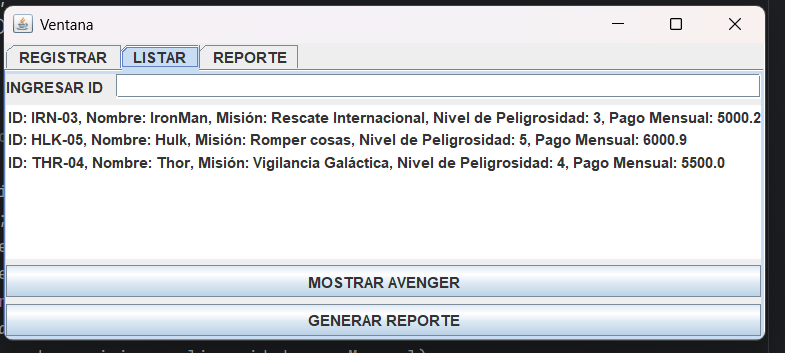 Ventana
REGISTRAR LISTAR REPORTE
INGRESAR ID
ID: IRN-03, Nombre: IronMan, Misión: Rescate Internacional, Nivel de Peligrosidad: 3, Pago Mensual: 5000.2
ID: HLK-05, Nombre: Hulk, Misión: Romper cosas, Nivel de Peligrosidad: 5, Pago Mensual: 6000.9
ID: THR-04, Nombre: Thor, Misión: Vigilancia Galáctica, Nivel de Peligrosidad: 4, Pago Mensual: 5500.0
MOSTRAR AVENGER
GENERAR REPORTE